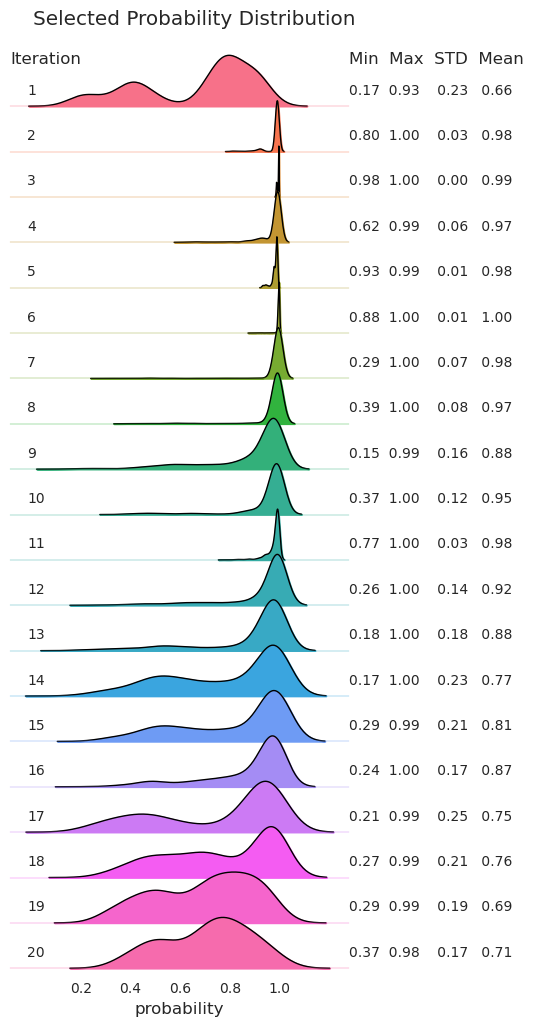 Selected Probability Distribution
Iteration Min Max STD Mean
1 0.17 0.93 0.23 0.66
2 0.80 1.00 0.03 0.98
3 0.98 1.00 0.00 0.99
4 0.62 0.99 0.06 0.97
5 0.93 0.99 0.01 0.98
6 0.88 1.00 0.01 1.00
7 0.29 1.00 0.07 0.98
8 0.39 1.00 0.08 0.97
9 0.15 0.99 0.16 0.88
10 0.37 1.00 0.12 0.95
11 0.77 1.00 0.03 0.98
12 0.26 1.00 0.14 0.92
13 0.18 1.00 0.18 0.88
14 0.17 1.00 0.23 0.77
15 0.29 0.99 0.21 0.81
16 0.24 1.00 0.17 0.87
17 0.21 0.99 0.25 0.75
18 0.27 0.99 0.21 0.76
19 0.29 0.99 0.19 0.69
20 0.37 0.98 0.17 0.71
0.2 0.4 0.6 0.8 1.0
probability